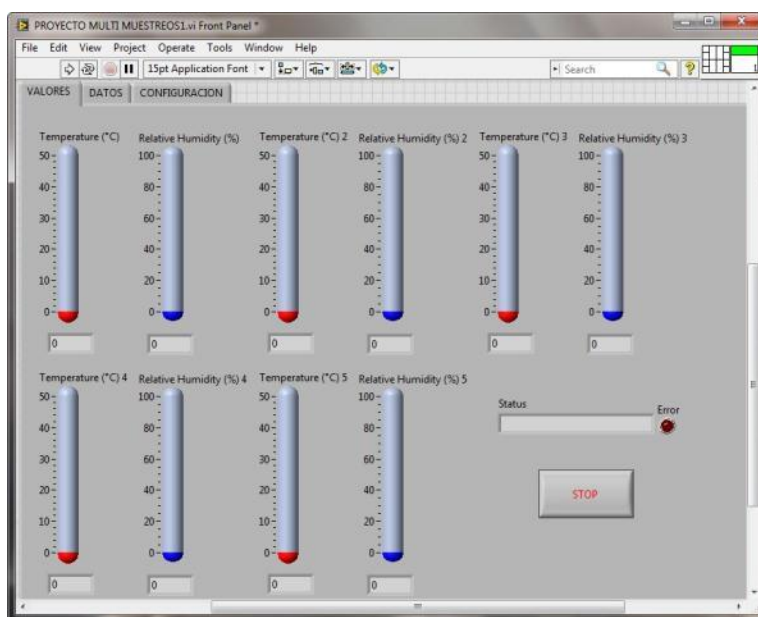 PROYECTO MULTI MUESTREOS1.vi Front Panel *
File Edit View Project Operate Tools Window Help
15pt Application Font Search ? 1
VALORES DATOS CONFIGURACION
Temperature (°C) Relative Humidity (%) Temperature (°C) 2 Relative Humidity (%) 2 Temperature (°C) 3 Relative Humidity (%) 3
50 100 50 100 50 100
40 80 40 80 40 80
30 60 30 60 30 60
20 40 20 40 20 40
10 20 10 20 10 20
0 0 0 0 0 0
0 0 0 0 0 0
Temperature (°C) 4 Relative Humidity (%) 4 Temperature (°C) 5 Relative Humidity (%) 5
50 100 50 100
40 80 40 80
30 60 30 60
20 40 20 40
10 20 10 20
0 0 0 0
0 0 0 0
Status Error
STOP